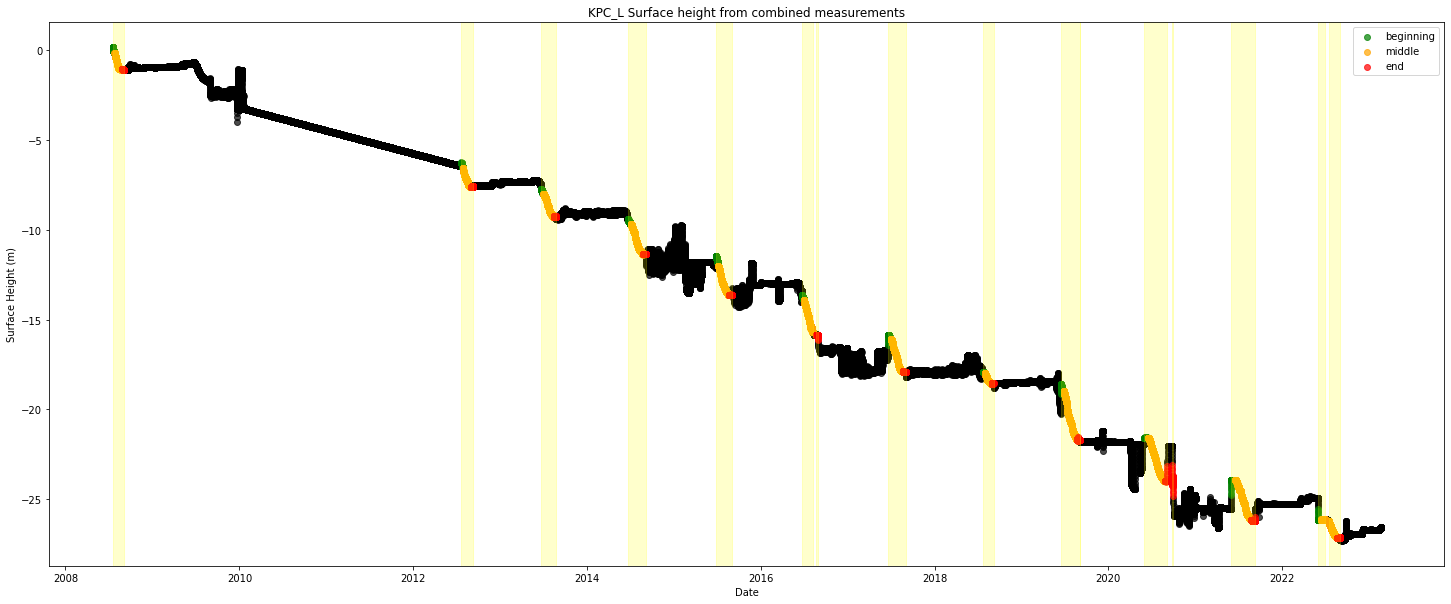 KPC_L Surface height from combined measurements
beginning
middle
end
Surface Height (m)
0
−5
−10
−15
−20
−25
2008
2010
2012
2014
2016
2018
2020
2022
Date